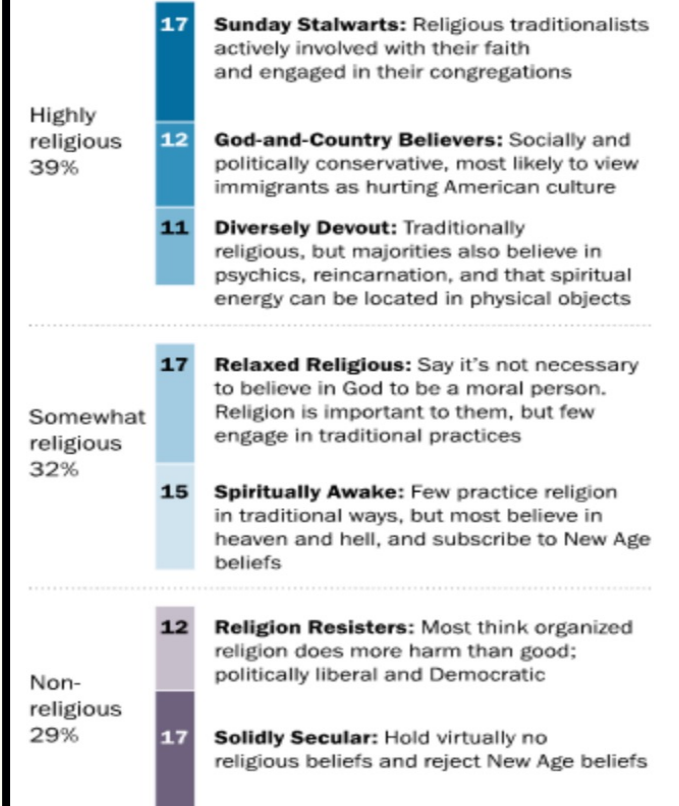 Highly
religious
39%
17
Sunday Stalwarts: Religious traditionalists
actively involved with their faith
and engaged in their congregations
12
God-and-Country Believers: Socially and
politically conservative, most likely to view
immigrants as hurting American culture
11
Diversely Devout: Traditionally
religious, but majorities also believe in
psychics, reincarnation, and that spiritual
energy can be located in physical objects
Somewhat
religious
32%
17
Relaxed Religious: Say it's not necessary
to believe in God to be a moral person.
Religion is important to them, but few
engage in traditional practices
15
Spiritually Awake: Few practice religion
in traditional ways, but most believe in
heaven and hell, and subscribe to New Age
beliefs
Non-
religious
29%
12
Religion Resisters: Most think organized
religion does more harm than good;
politically liberal and Democratic
17
Solidly Secular: Hold virtually no
religious beliefs and reject New Age beliefs